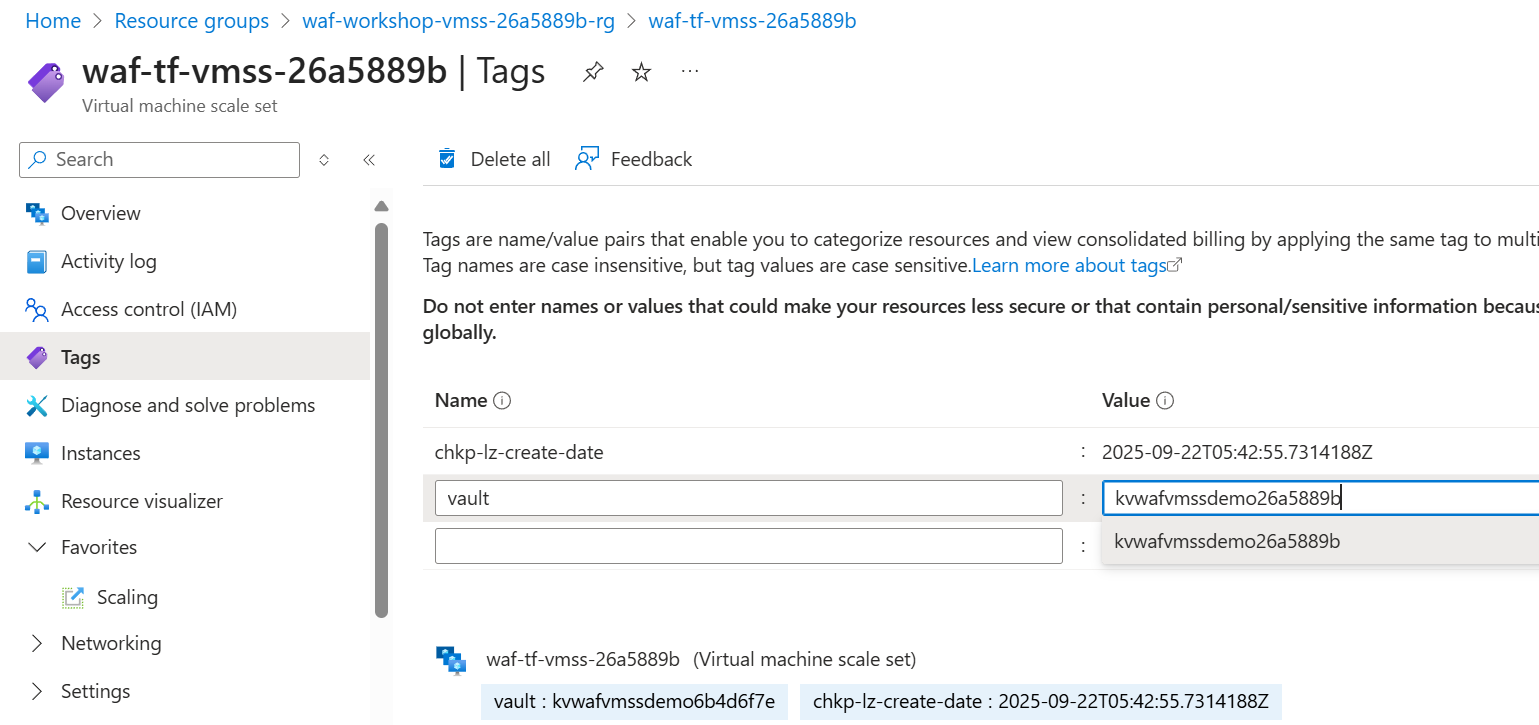 Home > Resource groups > waf-workshop-vmss-26a5889b-rg > waf-tf-vmss-26a5889b
waf-tf-vmss-26a5889b | Tags
Virtual machine scale set
Search
Delete all
Feedback
Overview
Activity log
Access control (IAM)
Tags
Diagnose and solve problems
Instances
Resource visualizer
Favorites
Scaling
Networking
Settings
Tags are name/value pairs that enable you to categorize resources and view consolidated billing by applying the same tag to multi
Tag names are case insensitive, but tag values are case sensitive.Learn more about tags
Do not enter names or values that could make your resources less secure or that contain personal/sensitive information becaus
globally.
Name Value
chkp-lz-create-date : 2025-09-22T05:42:55.7314188Z
vault : kvwafvmssdemo26a5889b
:
kvwafvmssdemo26a5889b
waf-tf-vmss-26a5889b (Virtual machine scale set)
vault : kvwafvmssdemo6b4d6f7e chkp-lz-create-date : 2025-09-22T05:42:55.7314188Z